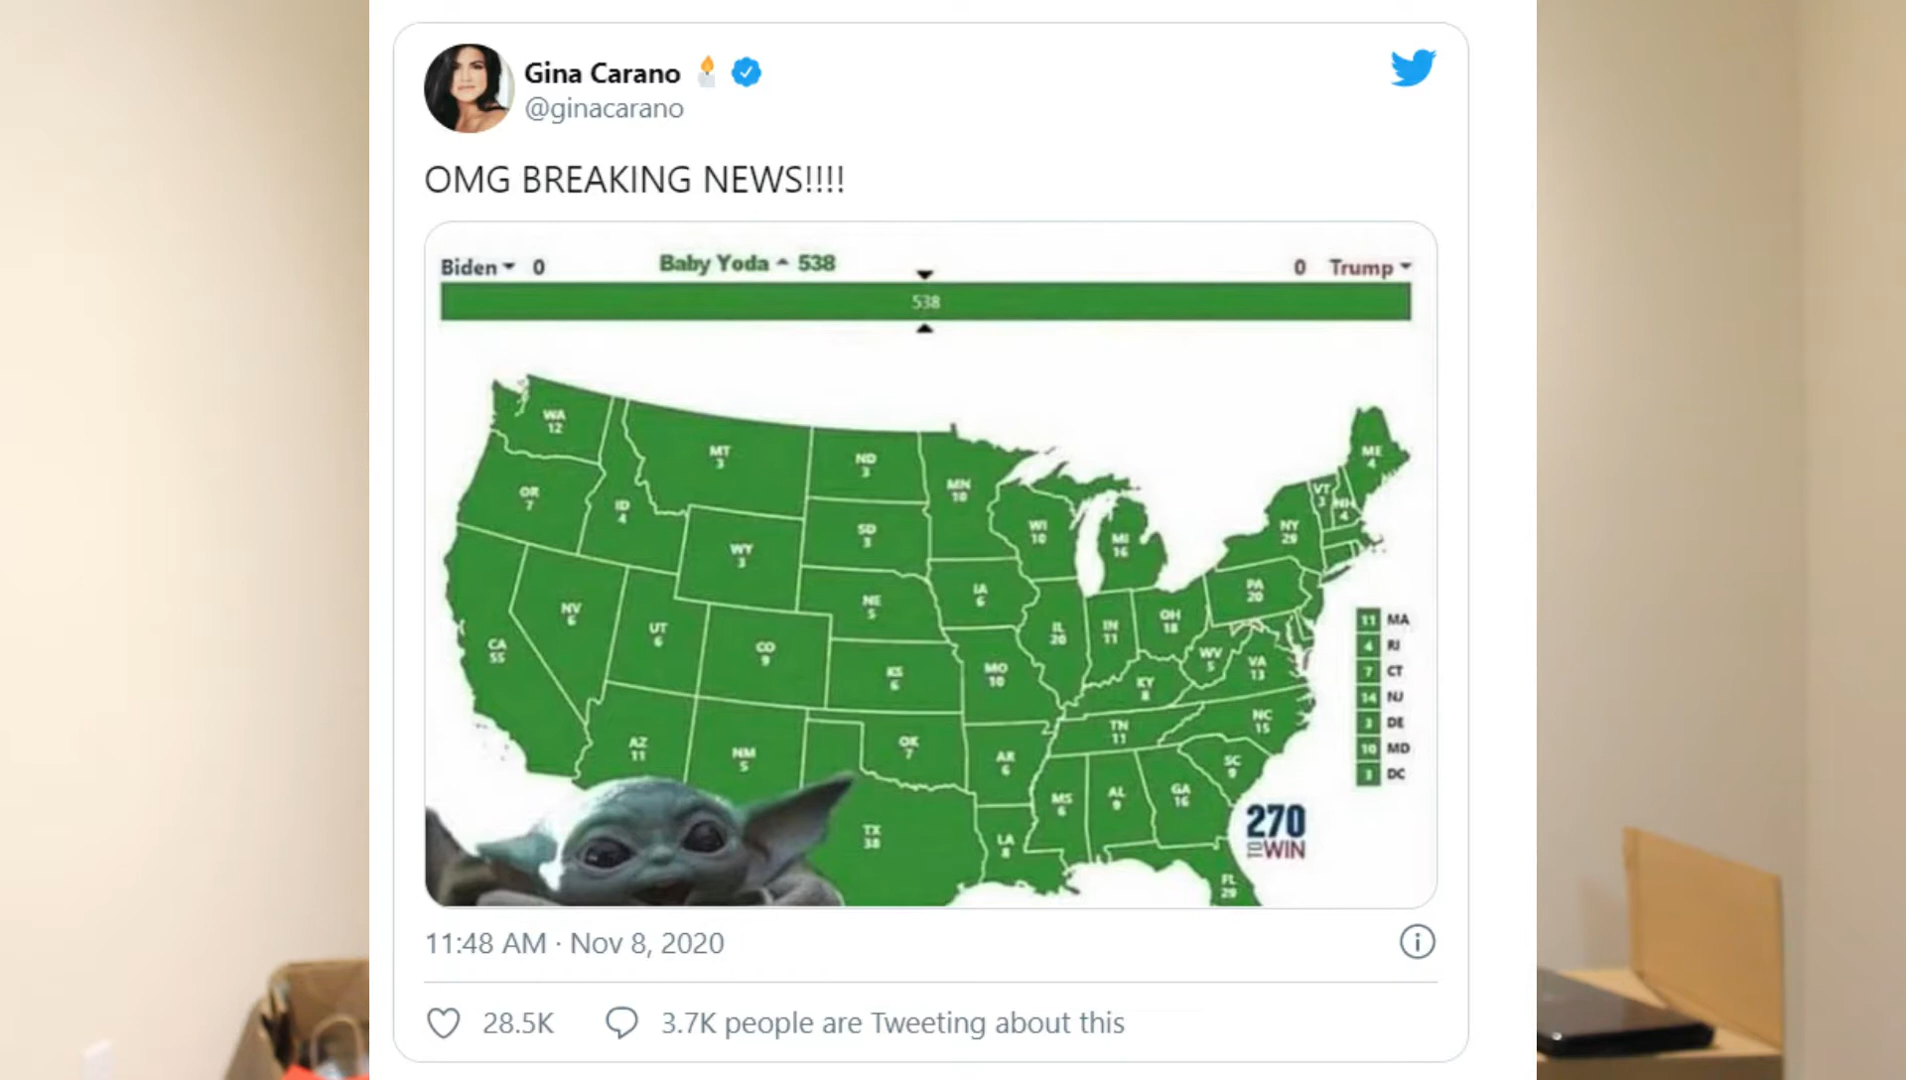 Gina Carano
@ginacarano
OMG BREAKING NEWS!!!!
Biden 0
Baby Yoda 538
0 Trump
538
WA
12
MT
3
ND
3
MN
10
ME
4
OR
7
ID
4
VT
3
NH
4
SD
3
WI
10
MI
16
NY
29
WY
3
IA
6
PA
20
NE
5
NV
6
UT
6
CO
9
IL
20
IN
11
OH
18
CA
55
KS
6
MO
10
WV
5
VA
13
KY
8
11 MA
4 RI
7 CT
14 NJ
3 DE
10 MD
3 DC
AZ
11
NM
5
OK
7
TN
11
NC
15
AR
6
SC
9
MS
6
AL
9
GA
16
TX
38
LA
8
FL
29
270
TO WIN
11:48 AM · Nov 8, 2020
28.5K
3.7K people are Tweeting about this